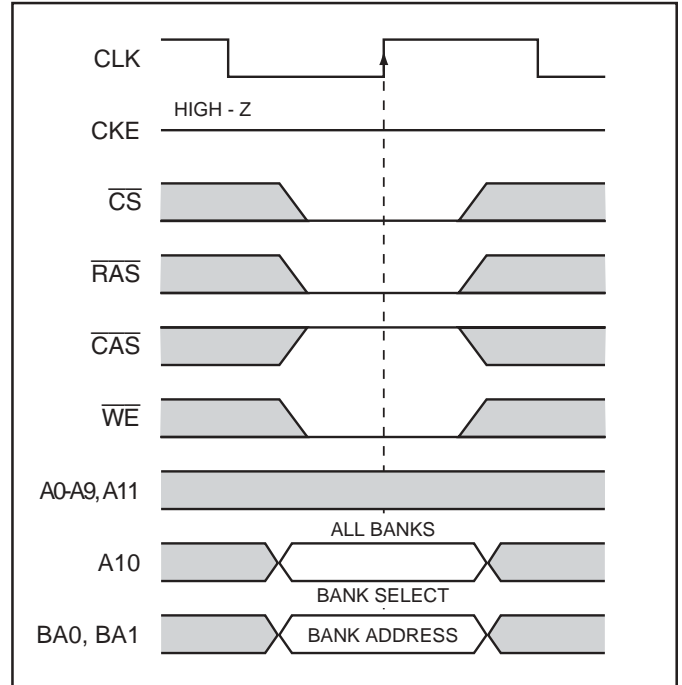 CLK
HIGH - Z
CKE
CS
RAS
CAS
WE
A0-A9, A11
ALL BANKS
A10
BANK SELECT
BA0, BA1
BANK ADDRESS